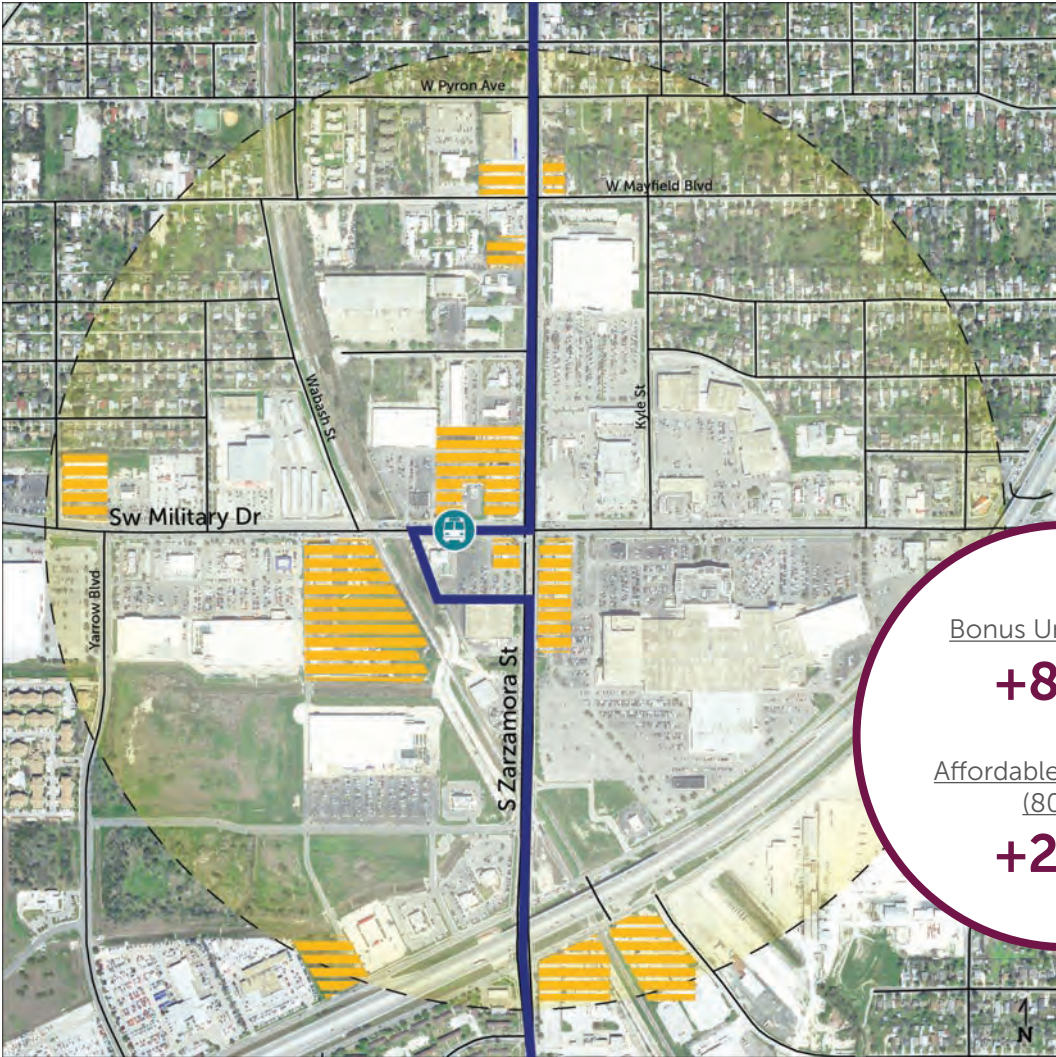 W Pyron Ave
W Mayfield Blvd
Wabash St
Kyle St
Sw Military Dr
Yarrow Blvd
S Zarzamora St
Bonus
+8
Affordable
(80
+2
N